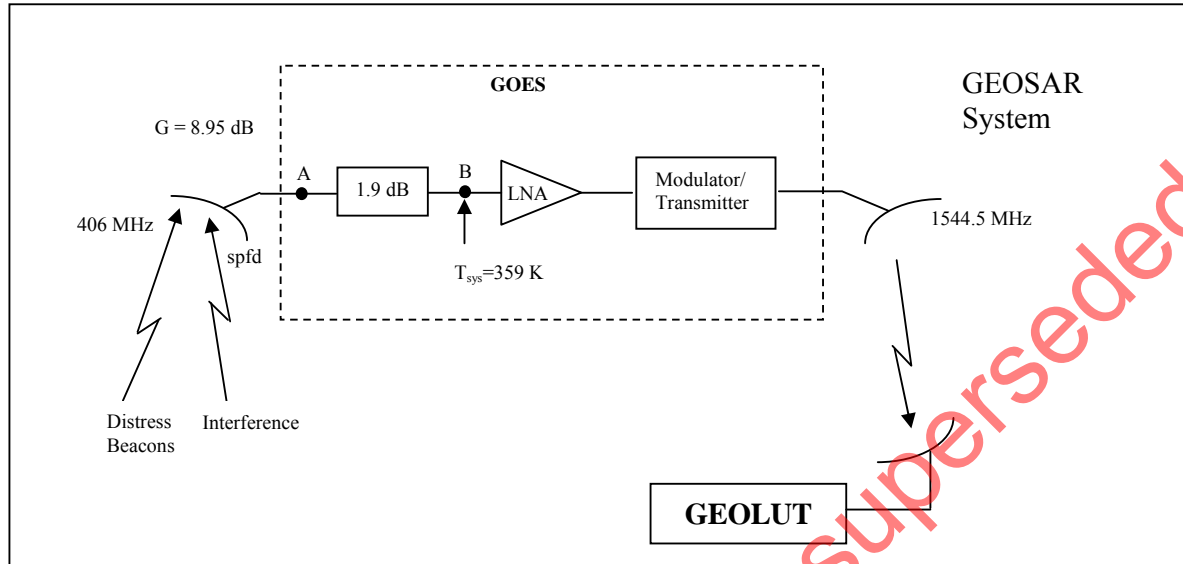 GOES
GEOSAR
System
G = 8.95 dB
A
1.9 dB
B
LNA
Modulator/
Transmitter
406 MHz
spfd
T_sys=359 K
1544.5 MHz
Distress
Beacons
Interference
GEOLUT
superseded